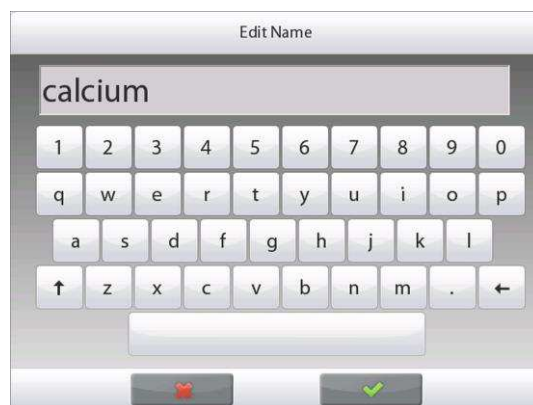 Edit Name
calcium
1 2 3 4 5 6 7 8 9 0
q w e r t y u i o p
a s d f g h j k l
↑ z x c v b n m . ←